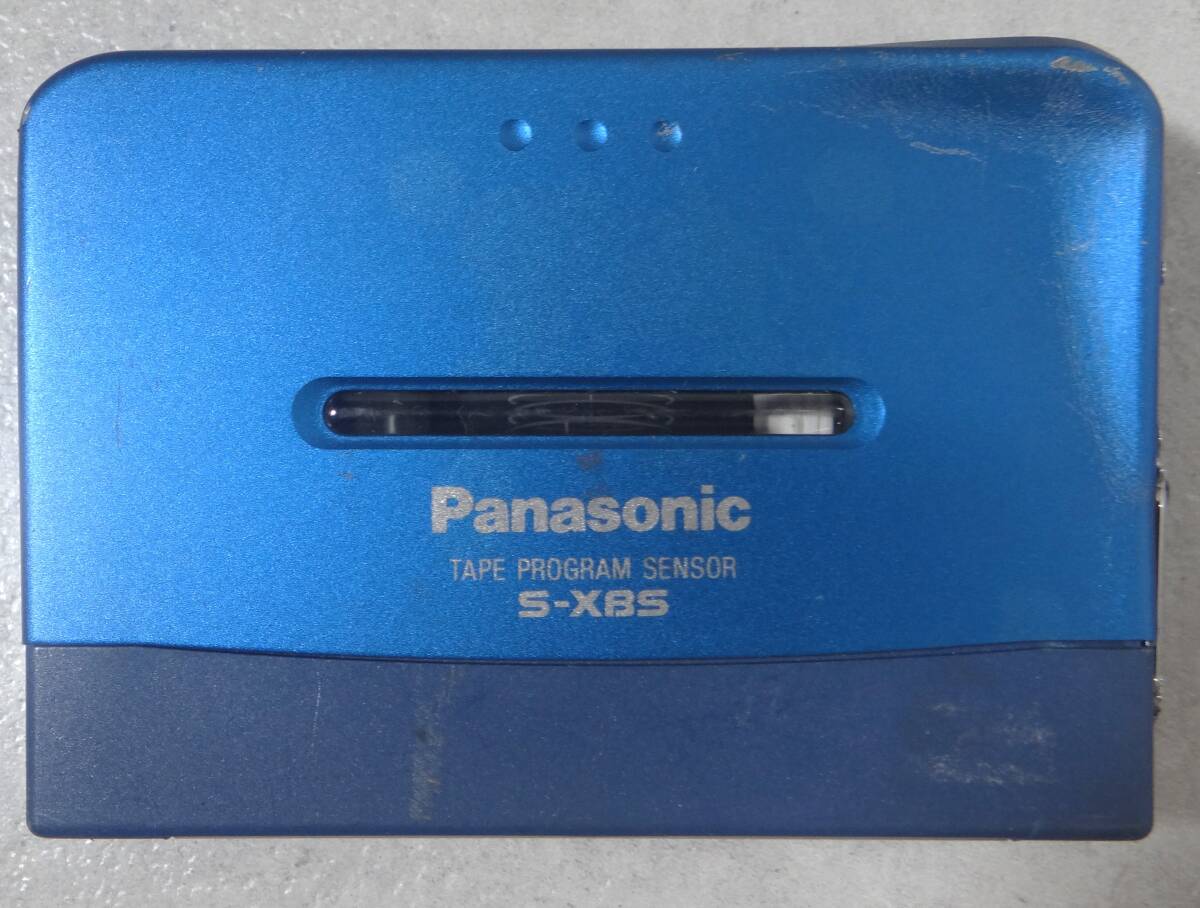 Panasonic
TAPE PROGRAM SENSOR
S-XBS